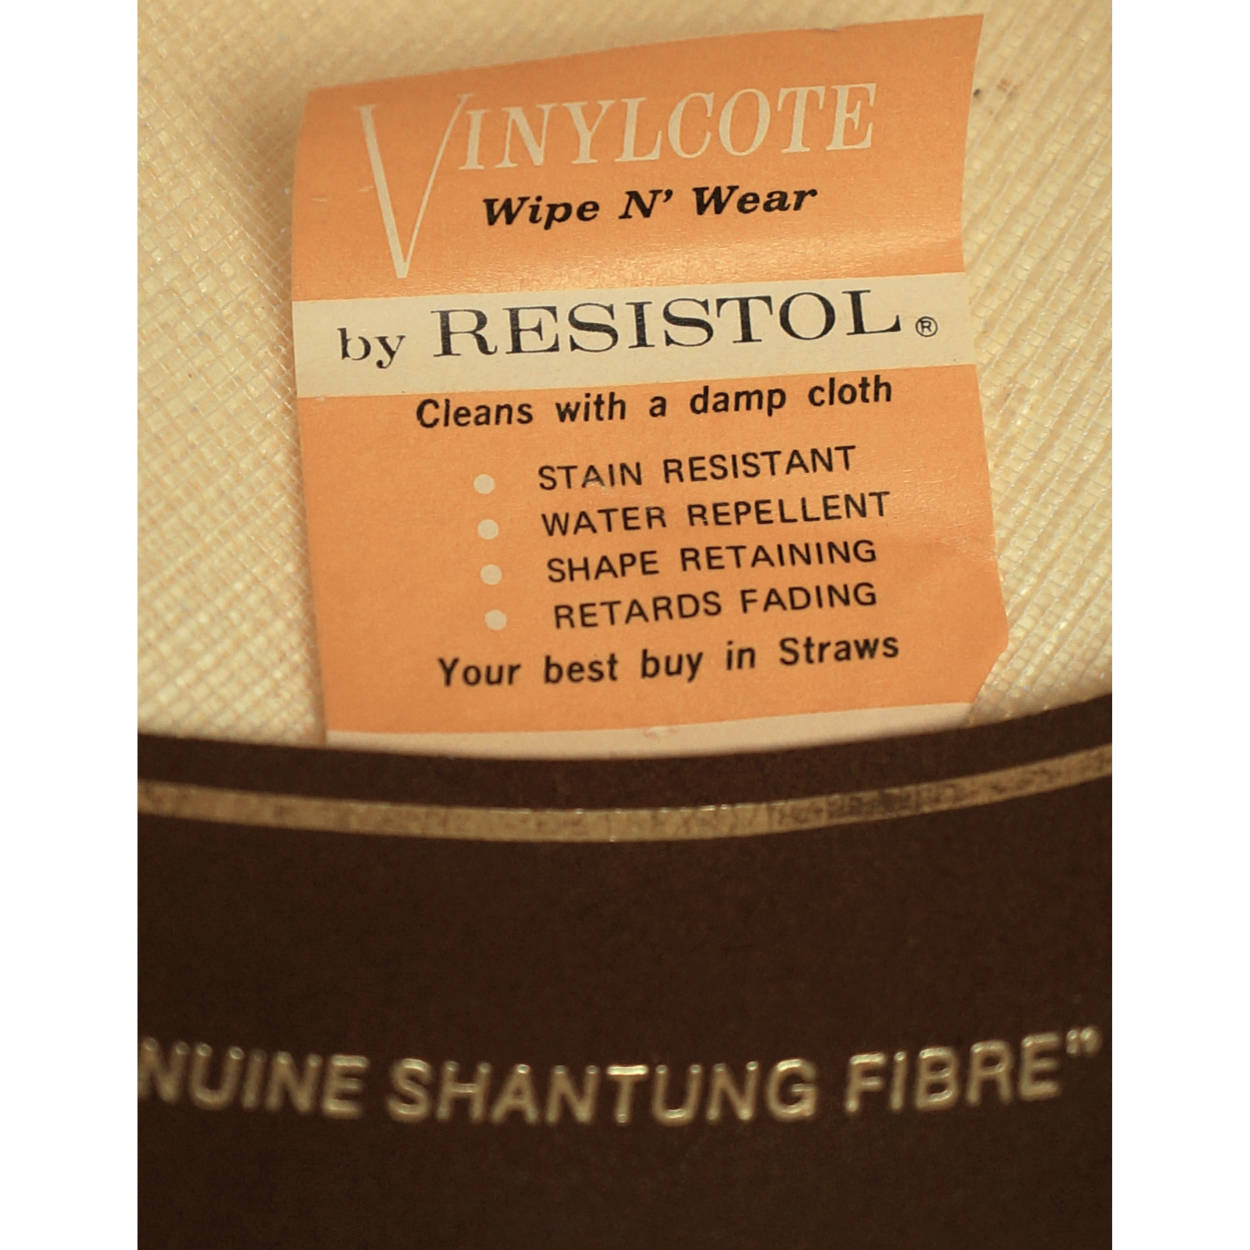 VINYLCOTE
Wipe N' Wear
by RESISTOL®
Cleans with a damp cloth
• STAIN RESISTANT
• WATER REPELLENT
• SHAPE RETAINING
• RETARDS FADING
Your best buy in Straws
NUINE SHANTUNG FIBRE"